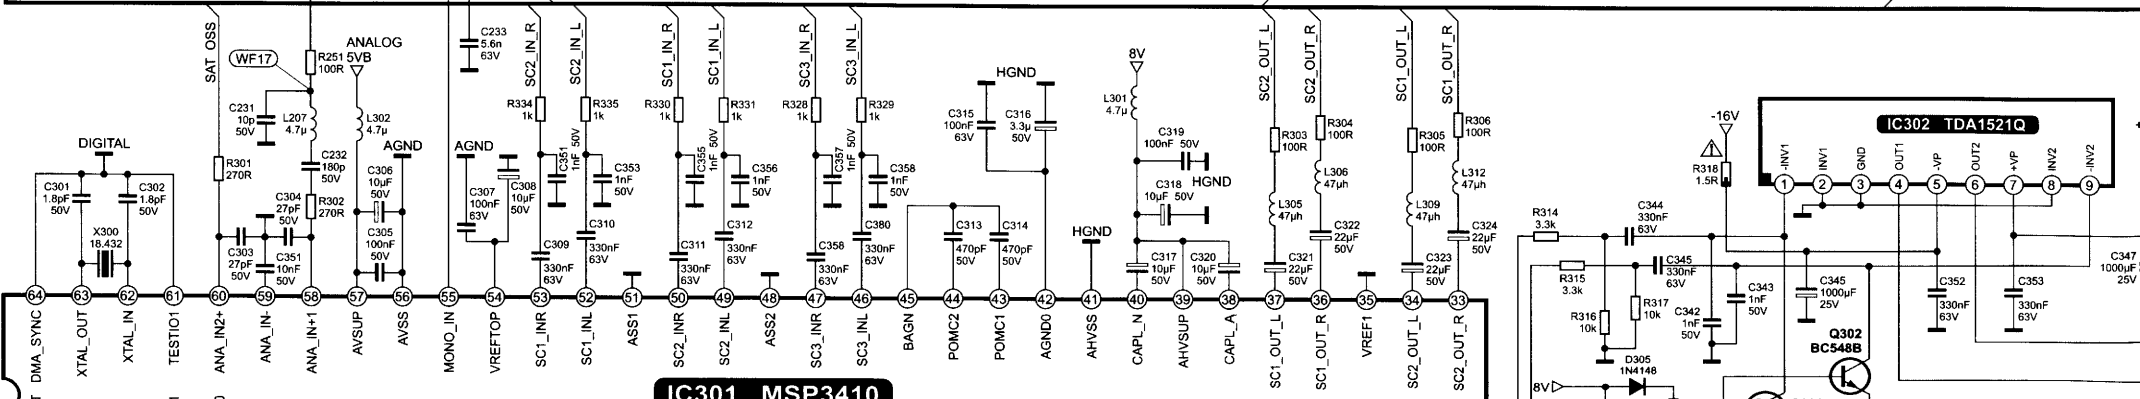 SAT OSS
WF17
R251
100R
ANALOG
5VB
C233
5.6n
63V
SC2_IN_R
SC2_IN_L
SC1_IN_R
SC1_IN_L
SC3_IN_R
SC3_IN_L
HGND
8V
SC2_OUT_L
SC2_OUT_R
SC1_OUT_L
SC1_OUT_R
C231
10p
50V
L207
4.7µ
L302
4.7µ
R334
1k
R335
1k
R330
1k
R331
1k
R328
1k
R329
1k
C315
100nF
63V
C316
3.3µ
50V
L301
4.7µ
C319
100nF 50V
R303
100R
R304
100R
R305
100R
R306
100R
-16V
IC302 TDA1521Q
DIGITAL
R301
270R
C232
180p
50V
AGND
AGND
C306
10µF
50V
C307
100nF
63V
C308
10µF
50V
C351
1nF 50V
C353
1nF
50V
C355
1nF 50V
C356
1nF
50V
C357
1nF 50V
C358
1nF
50V
C318
10µF 50V
HGND
L306
47µh
L312
47µh
R318
1.5R
-INV1
INV1
GND
OUT1
-VP
OUT2
+VP
INV2
-INV2
1
2
3
4
5
6
7
8
9
C301
1.8pF
50V
C302
1.8pF
50V
C304
27pF
50V
R302
270R
L305
47µh
L309
47µh
X300
18.432
C303
27pF
50V
C351
10nF
50V
C305
100nF
50V
C309
330nF
63V
C310
330nF
63V
C311
330nF
63V
C312
330nF
63V
C358
330nF
63V
C380
330nF
63V
C313
470pF
50V
C314
470pF
50V
HGND
C317
10µF
50V
C320
10µF
50V
C321
22µF
50V
C322
22µF
50V
C323
22µF
50V
C324
22µF
50V
R314
3.3k
C344
330nF
63V
R315
3.3k
C345
330nF
63V
R316
10k
R317
10k
C342
1nF
50V
C343
1nF
50V
C345
1000µF
25V
C352
330nF
63V
C353
330nF
63V
C347
1000µF
25V
64
63
62
61
60
59
58
57
56
55
54
53
52
51
50
49
48
47
46
45
44
43
42
41
40
39
38
37
36
35
34
33
DMA_SYNC
XTAL_OUT
XTAL_IN
TESTIO1
ANA_IN2+
ANA_IN-
ANA_IN+1
AVSUP
AVSS
MONO_IN
VREFTOP
SC1_INR
SC1_INL
ASS1
SC2_INR
SC2_INL
ASS2
SC3_INR
SC3_INL
BAGN
POMC2
POMC1
AGND0
AHVSS
CAPL_N
AHVSUP
CAPL_A
SC1_OUT_L
SC1_OUT_R
VREF1
SC2_OUT_L
SC2_OUT_R
Q302
BC548B
D305
1N4148
8V
IC301 MSP3410